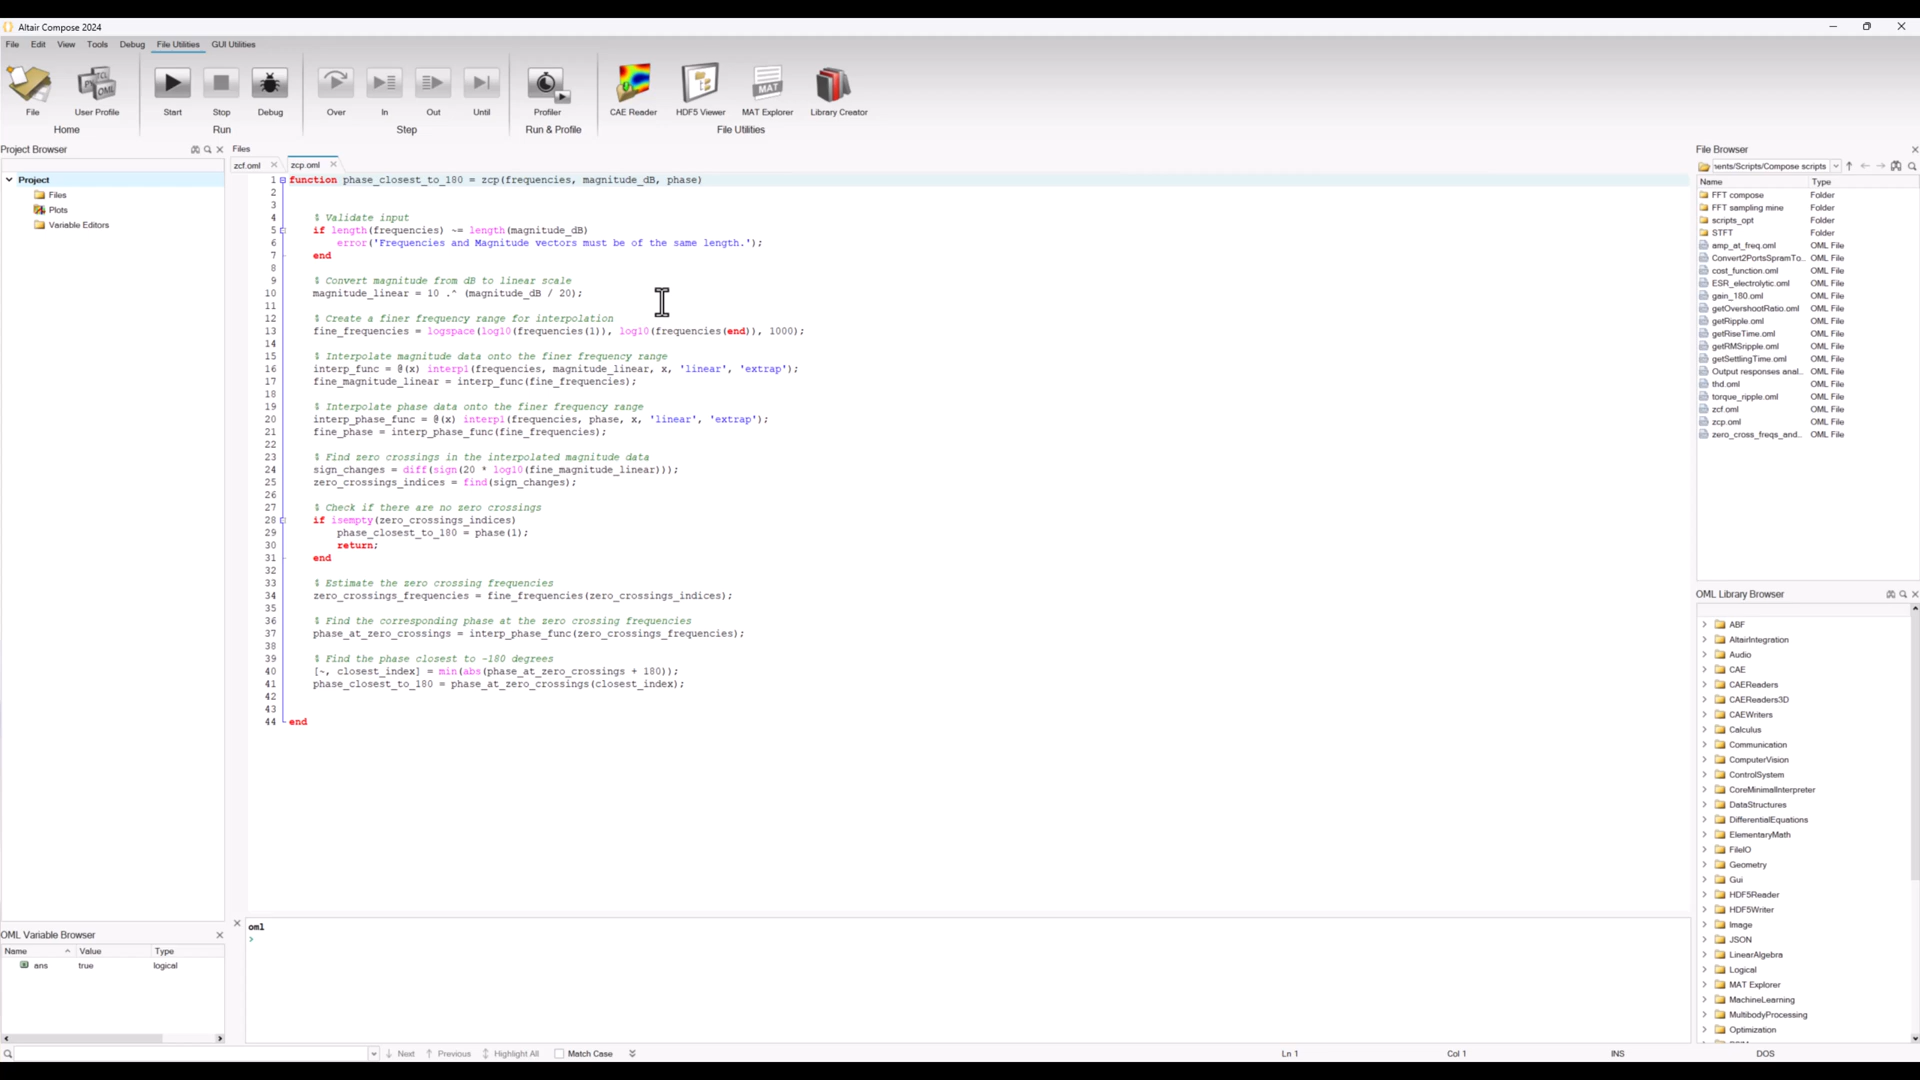 Altair Compose 2024
File Edit View Tools Debug File Utilities GUI Utilities
File User Profile Start Stop Debug Over In Out Until Profiler CAE Reader HDF5 Viewer MAT Explorer Library Creator
Home Run Step Run & Profile File Utilities
Project Browser
Project
Files
Plots
Variable Editors
Files
zcf.oml zcp.oml
1 function phase_closest_to_180 = zcp(frequencies, magnitude_dB, phase)
2
3
4 % Validate input
5 if length(frequencies) ~= length(magnitude_dB)
6 error('Frequencies and Magnitude vectors must be of the same length.');
7 end
8
9 % Convert magnitude from dB to linear scale
10 magnitude_linear = 10 .^ (magnitude_dB / 20);
11
12 % Create a finer frequency range for interpolation
13 fine_frequencies = logspace(log10(frequencies(1)), log10(frequencies(end)), 1000);
14
15 % Interpolate magnitude data onto the finer frequency range
16 interp_func = @(x) interp1(frequencies, magnitude_linear, x, 'linear', 'extrap');
17 fine_magnitude_linear = interp_func(fine_frequencies);
18
19 % Interpolate phase data onto the finer frequency range
20 interp_phase_func = @(x) interp1(frequencies, phase, x, 'linear', 'extrap');
21 fine_phase = interp_phase_func(fine_frequencies);
22
23 % Find zero crossings in the interpolated magnitude data
24 sign_changes = diff(sign(20 * log10(fine_magnitude_linear)));
25 zero_crossings_indices = find(sign_changes);
26
27 % Check if there are no zero crossings
28 if isempty(zero_crossings_indices)
29 phase_closest_to_180 = phase(1);
30 return;
31 end
32
33 % Estimate the zero crossing frequencies
34 zero_crossings_frequencies = fine_frequencies(zero_crossings_indices);
35
36 % Find the corresponding phase at the zero crossing frequencies
37 phase_at_zero_crossings = interp_phase_func(zero_crossings_frequencies);
38
39 % Find the phase closest to -180 degrees
40 [~, closest_index] = min(abs(phase_at_zero_crossings + 180));
41 phase_closest_to_180 = phase_at_zero_crossings(closest_index);
42
43
44 end
File Browser
nents/Scripts/Compose scripts
Name Type
FFT compose Folder
FFT sampling mine Folder
scripts_opt Folder
STFT Folder
amp_at_freq.oml OML File
Convert2PortsSpramTo... OML File
cost_function.oml OML File
ESR_electrolytic.oml OML File
gain_180.oml OML File
getOvershootRatio.oml OML File
getRipple.oml OML File
getRiseTime.oml OML File
getRMSripple.oml OML File
getSettlingTime.oml OML File
Output responses anal... OML File
thd.oml OML File
torque_ripple.oml OML File
zcf.oml OML File
zcp.oml OML File
zero_cross_freqs_and... OML File
OML Library Browser
ABF
AltairIntegration
Audio
CAE
CAEReaders
CAEReaders3D
CAEWriters
Calculus
Communication
ComputerVision
ControlSystem
CoreMinimalInterpreter
DataStructures
DifferentialEquations
ElementaryMath
FileIO
Geometry
Gui
HDF5Reader
HDF5Writer
Image
JSON
LinearAlgebra
Logical
MAT Explorer
MachineLearning
MultibodyProcessing
Optimization
OML Variable Browser
Name Value Type
ans true logical
oml
>
Next Previous Highlight All Match Case Ln 1 Col 1 INS DOS